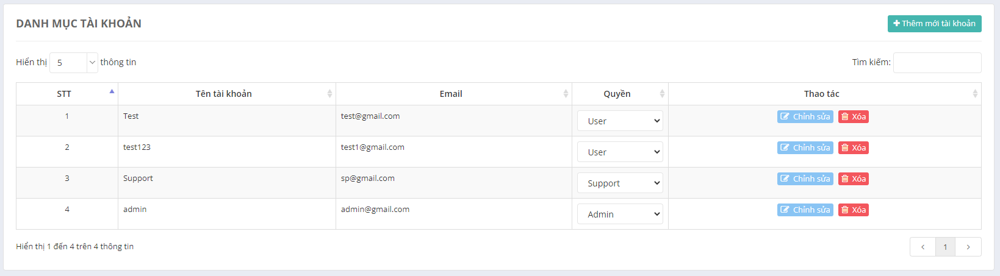 DANH MỤC TÀI KHOẢN
Thêm mới tài khoản
Hiển thị 5 thông tin
Tìm kiếm:
STT Tên tài khoản Email Quyền Thao tác
1 Test test@gmail.com User Chỉnh sửa Xóa
2 test123 test1@gmail.com User Chỉnh sửa Xóa
3 Support sp@gmail.com Support Chỉnh sửa Xóa
4 admin admin@gmail.com Admin Chỉnh sửa Xóa
Hiển thị 1 đến 4 trên 4 thông tin
1